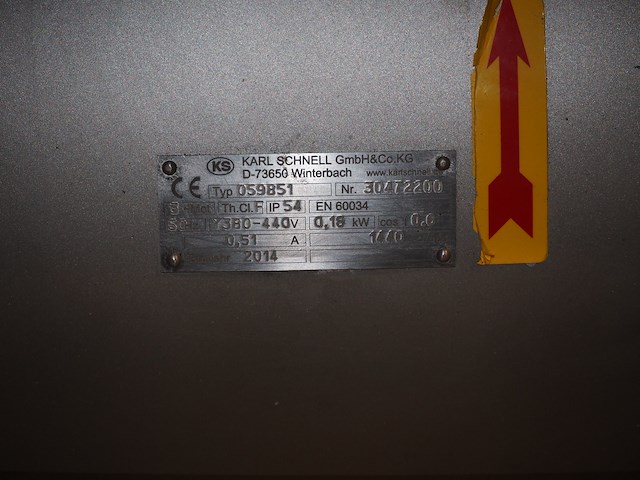 KS KARL SCHNELL GmbH&Co.KG
D-73650 Winterbach www.karlschnell.de
CE Typ 059B51 Nr. 30472200
Th.Cl.F IP 54 EN 60034
380-440V 0,18 kW cos
0,51 A 1440
2014